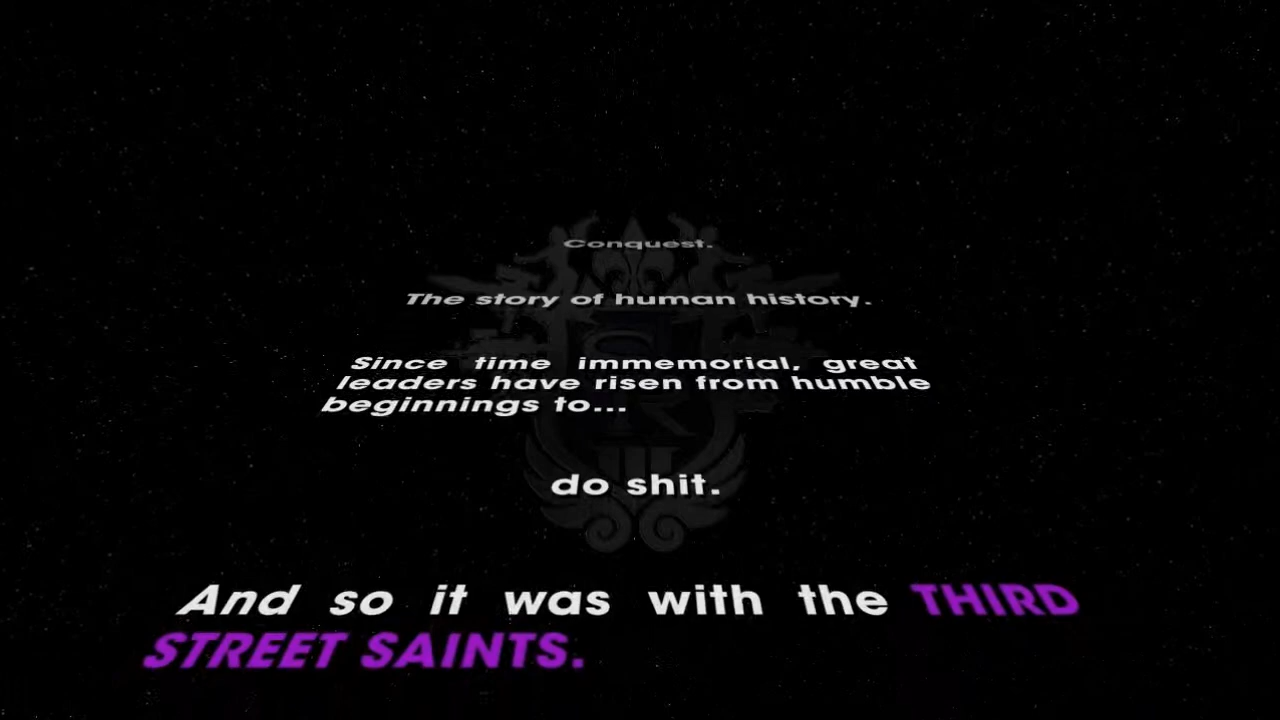 Conquest.
The story of human history.
Since time immemorial, great
leaders have risen from humble
beginnings to...
do shit.
And so it was with the THIRD
STREET SAINTS.